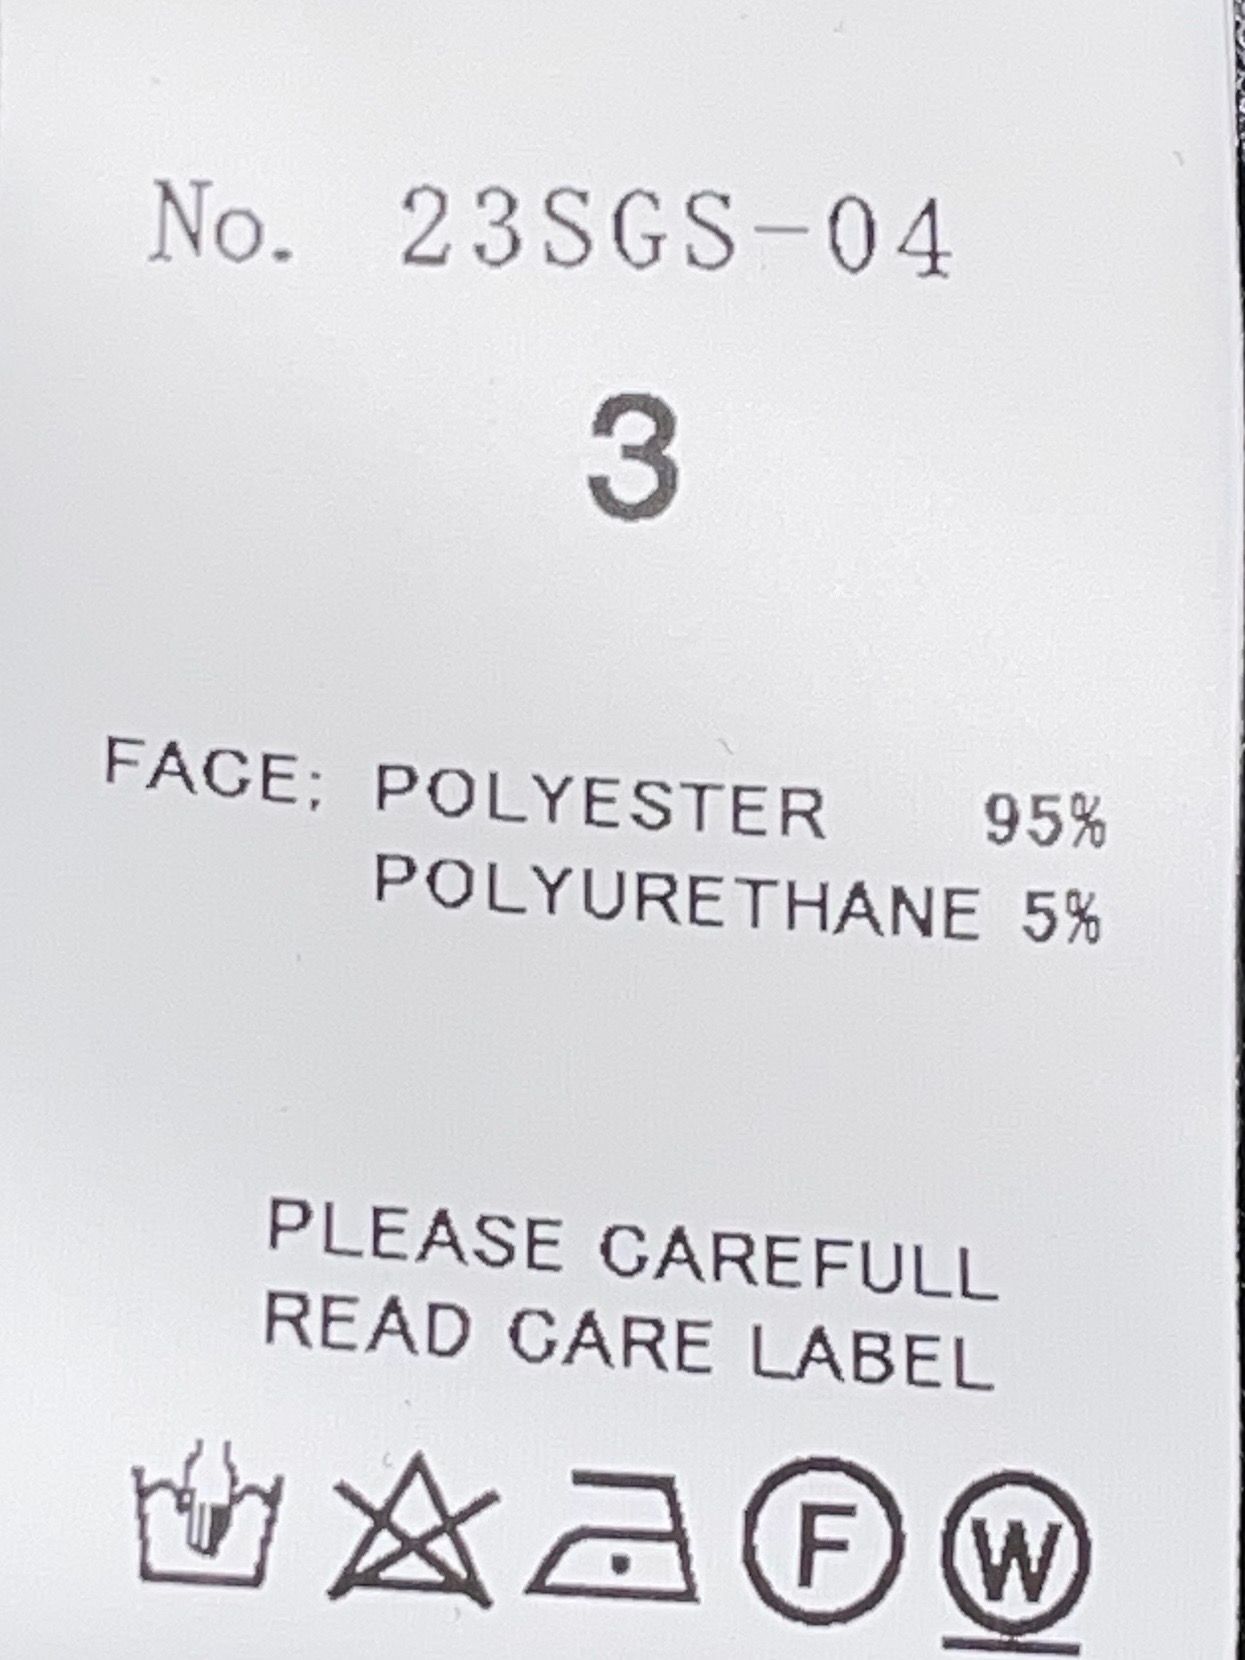 No. 23SGS-04
3
FACE; POLYESTER 95%
POLYURETHANE 5%
PLEASE CAREFULL
READ CARE LABEL
F W